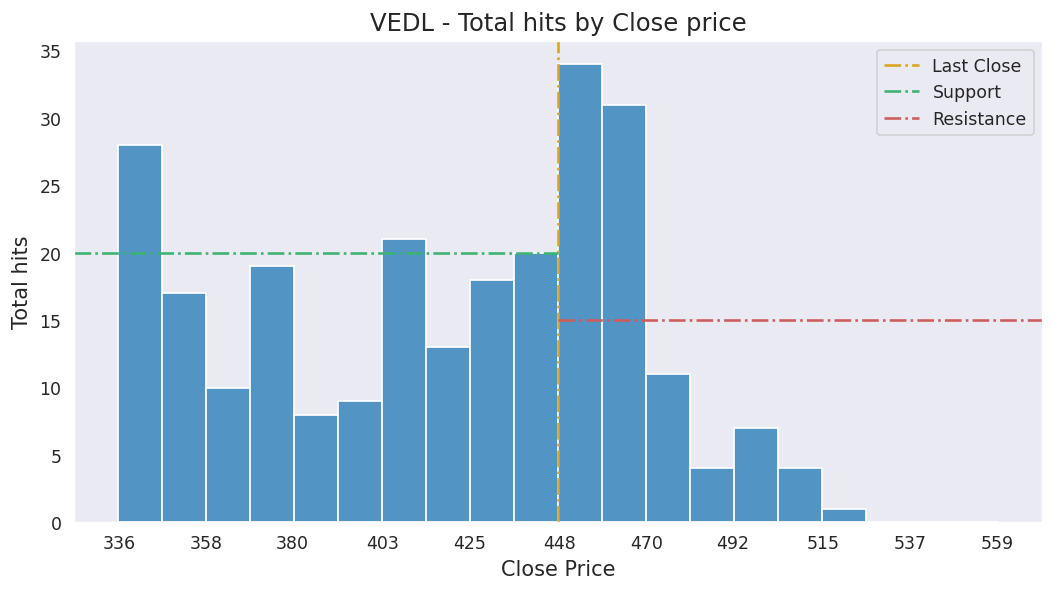 VEDL - Total hits by Close price
35
30
25
20
15
10
5
0
Total hits
Last Close
Support
Resistance
336 358 380 403 425 448 470 492 515 537 559
Close Price